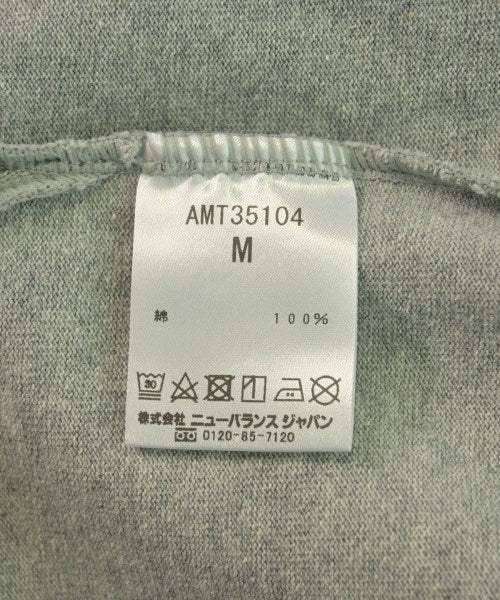 AMT35104
M
綿 100%
30
株式会社 ニューバランス ジャパン
0120-85-7120